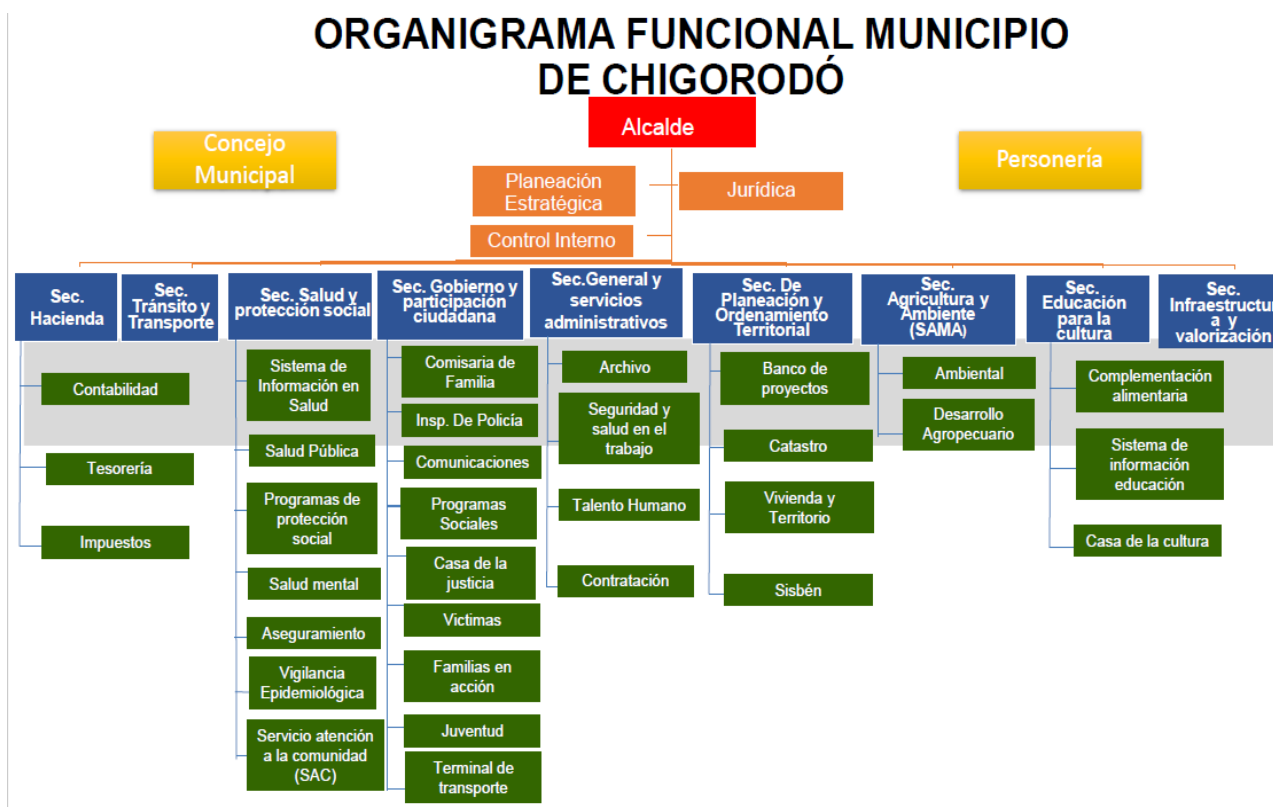 ORGANIGRAMA FUNCIONAL MUNICIPIO
DE CHIGORODÓ
Alcalde
Concejo
Municipal
Personería
Planeación
Estratégica
Jurídica
Control Interno
Sec.
Hacienda
Sec.
Tránsito y
Transporte
Sec. Salud y
protección social
Sec. Gobierno y
participación
ciudadana
Sec.General y
servicios
administrativos
Sec. De
Planeación y
Ordenamiento
Territorial
Sec.
Agricultura y
Ambiente
(SAMA)
Sec.
Educación
para la
cultura
Sec.
Infraestructur
a y
valorización
Contabilidad
Tesorería
Impuestos
Sistema de
Información en
Salud
Salud Pública
Programas de
protección
social
Salud mental
Aseguramiento
Vigilancia
Epidemiológica
Servicio atención
a la comunidad
(SAC)
Comisaria de
Familia
Insp. De Policía
Comunicaciones
Programas
Sociales
Casa de la
justicia
Victimas
Familias en
acción
Juventud
Terminal de
transporte
Archivo
Seguridad y
salud en el
trabajo
Talento Humano
Contratación
Banco de
proyectos
Catastro
Vivienda y
Territorio
Sisbén
Ambiental
Desarrollo
Agropecuario
Complementación
alimentaria
Sistema de
información
educación
Casa de la cultura